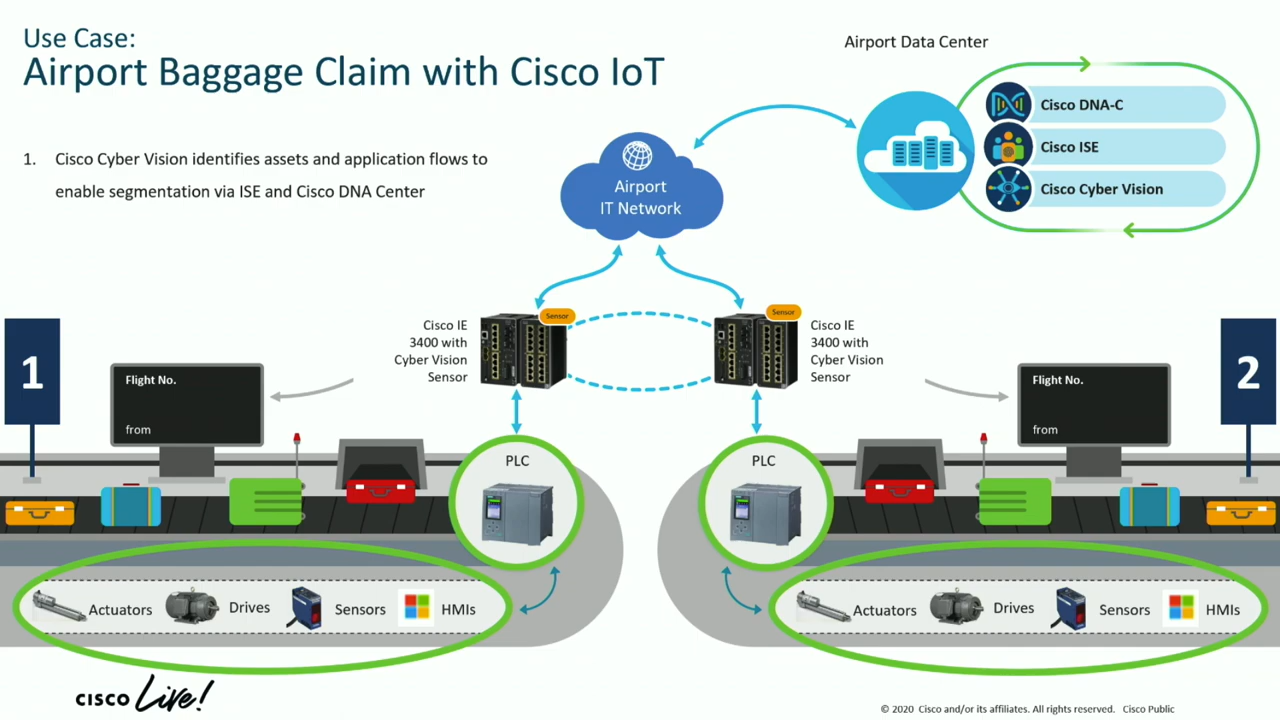 Use Case:
Airport Baggage Claim with Cisco IoT
1. Cisco Cyber Vision identifies assets and application flows to
enable segmentation via ISE and Cisco DNA Center
Airport Data Center
Cisco DNA-C
Cisco ISE
Cisco Cyber Vision
Airport
IT Network
Cisco IE
3400 with
Cyber Vision
Sensor
Sensor
Sensor
Cisco IE
3400 with
Cyber Vision
Sensor
1
Flight No.
from
PLC
PLC
Flight No.
from
2
Actuators
Drives
Sensors
HMIs
Actuators
Drives
Sensors
HMIs
CISCO Live!
© 2020 Cisco and/or its affiliates. All rights reserved. Cisco Public